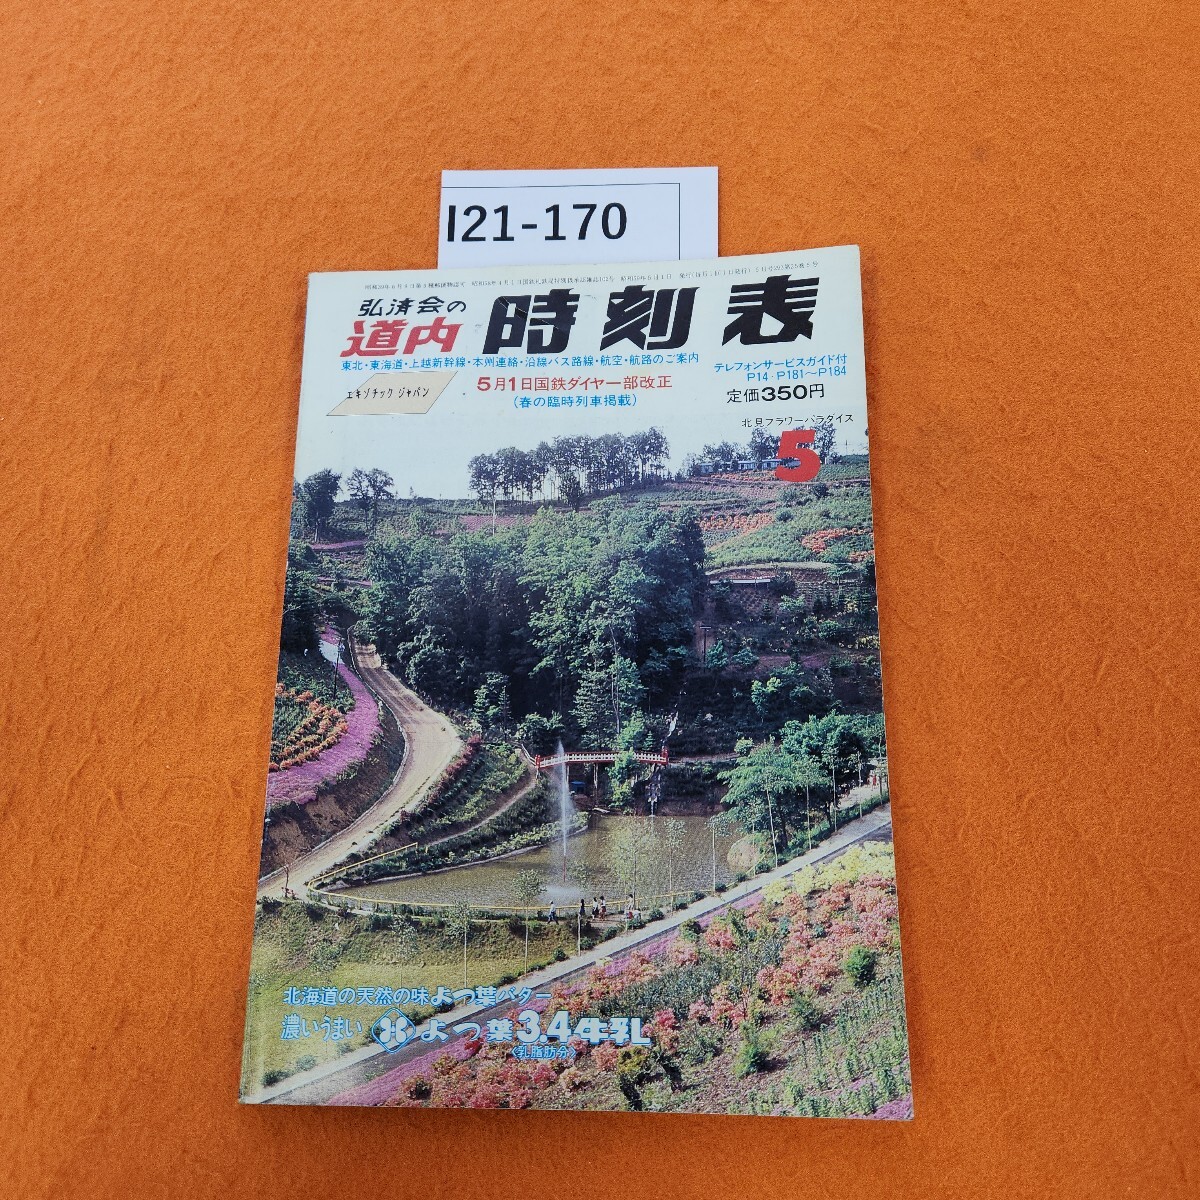 I21-170
弘済会の
道内 時刻表
東北・東海道・上越新幹線・本州連絡・沿線バス路線・航空・航路のご案内
テレフォンサービスガイド付
P14・P181〜P184
エキゾチック ジャパン
5月1日国鉄ダイヤ一部改正
(春の臨時列車掲載)
定価350円
北見フラワーパラダイス
5
北海道の天然の味よつ葉バター
濃いうまい よつ葉3.4牛乳
〈乳脂肪分〉